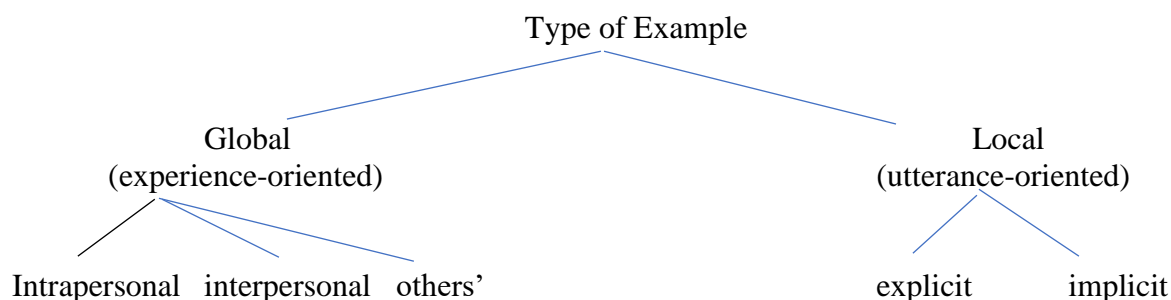 Type of Example
Global Local
(experience-oriented) (utterance-oriented)
Intrapersonal interpersonal others’ explicit implicit